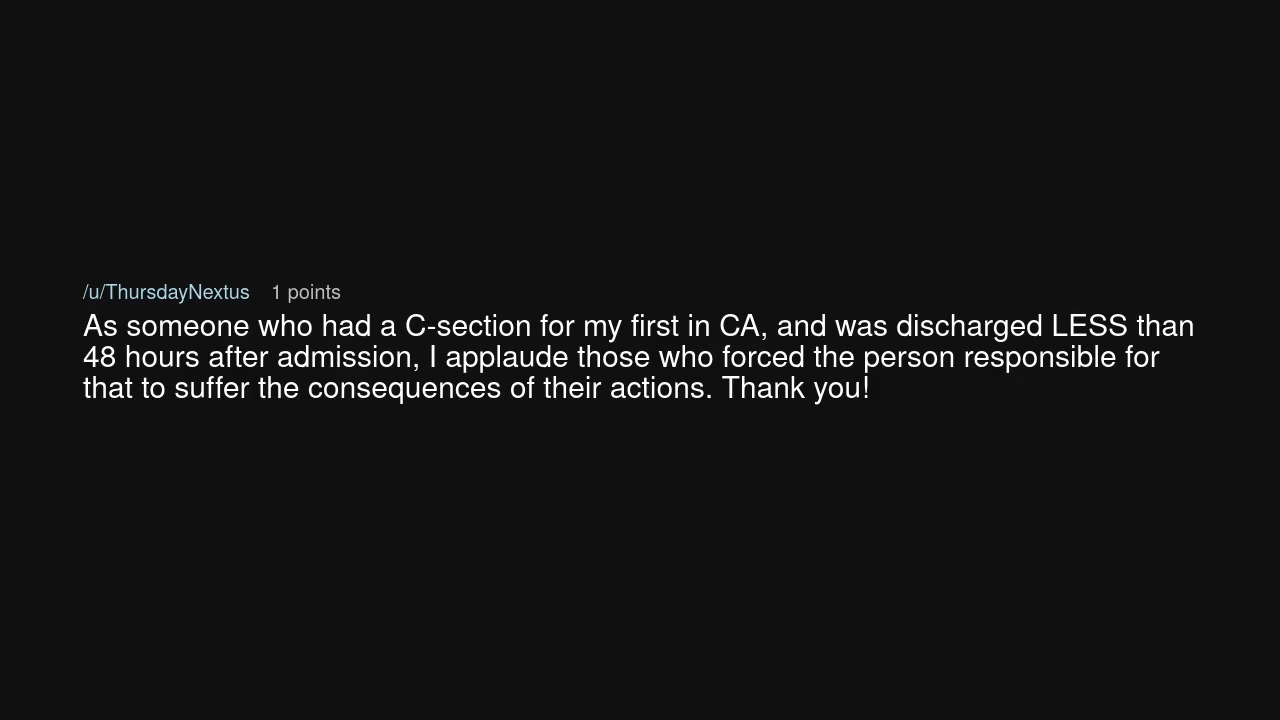 /u/ThursdayNextus 1 points
As someone who had a C-section for my first in CA, and was discharged LESS than
48 hours after admission, I applaude those who forced the person responsible for
that to suffer the consequences of their actions. Thank you!